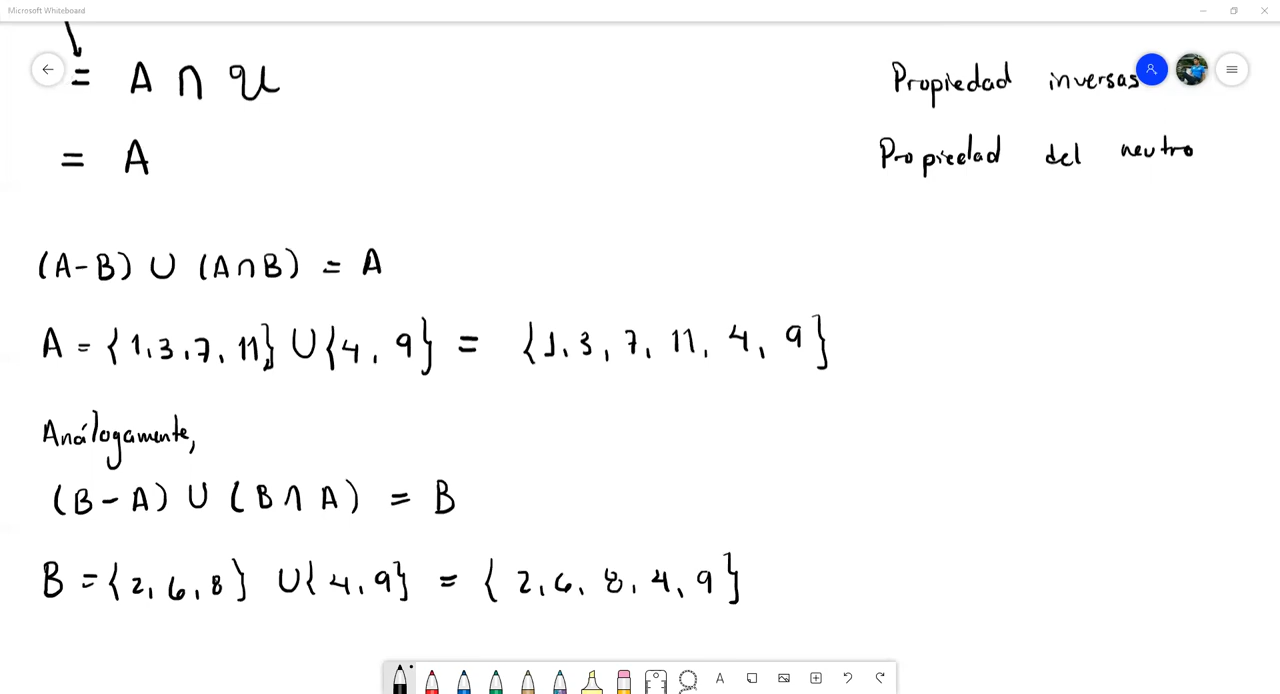 Microsoft Whiteboard
= A ∩ 𝒰 Propiedad inversas
= A Propiedad del neutro
(A-B) ∪ (A∩B) = A
A = {1,3,7,11} ∪ {4,9} = {1,3,7,11,4,9}
Análogamente,
(B-A) ∪ (B∩A) = B
B = {2,6,8} ∪ {4,9} = {2,6,8,4,9}
A